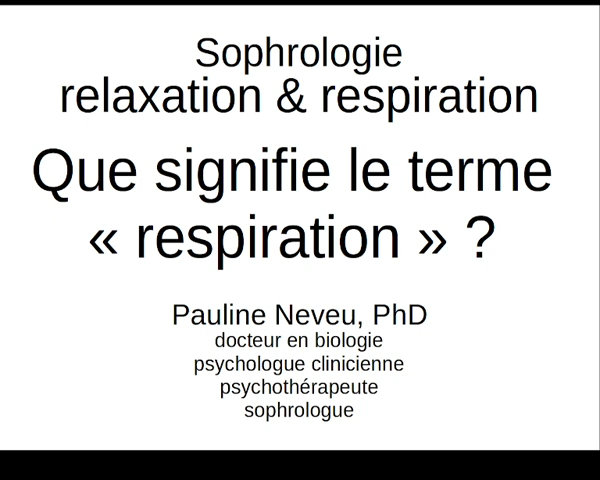 Sophrologie
relaxation & respiration
Que signifie le terme
« respiration » ?
Pauline Neveu, PhD
docteur en biologie
psychologue clinicienne
psychothérapeute
sophrologue